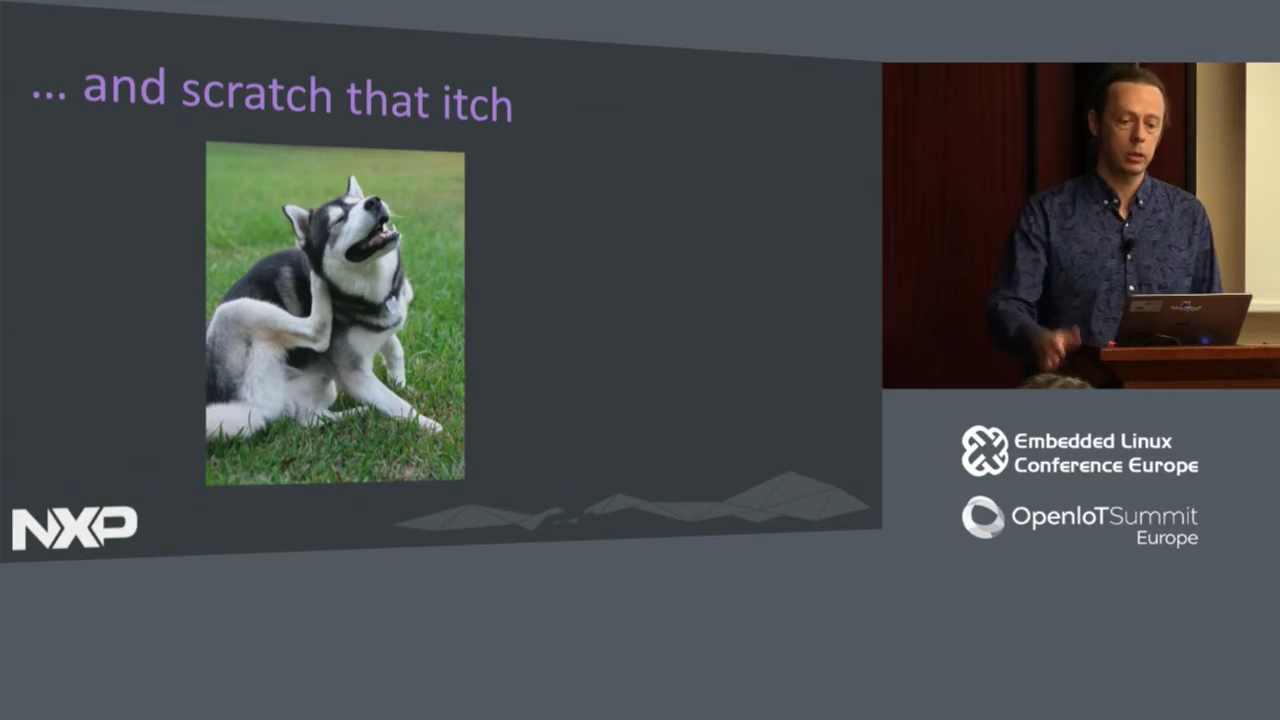 ... and scratch that itch
NXP
Embedded Linux
Conference Europe
OpenIoTSummit
Europe